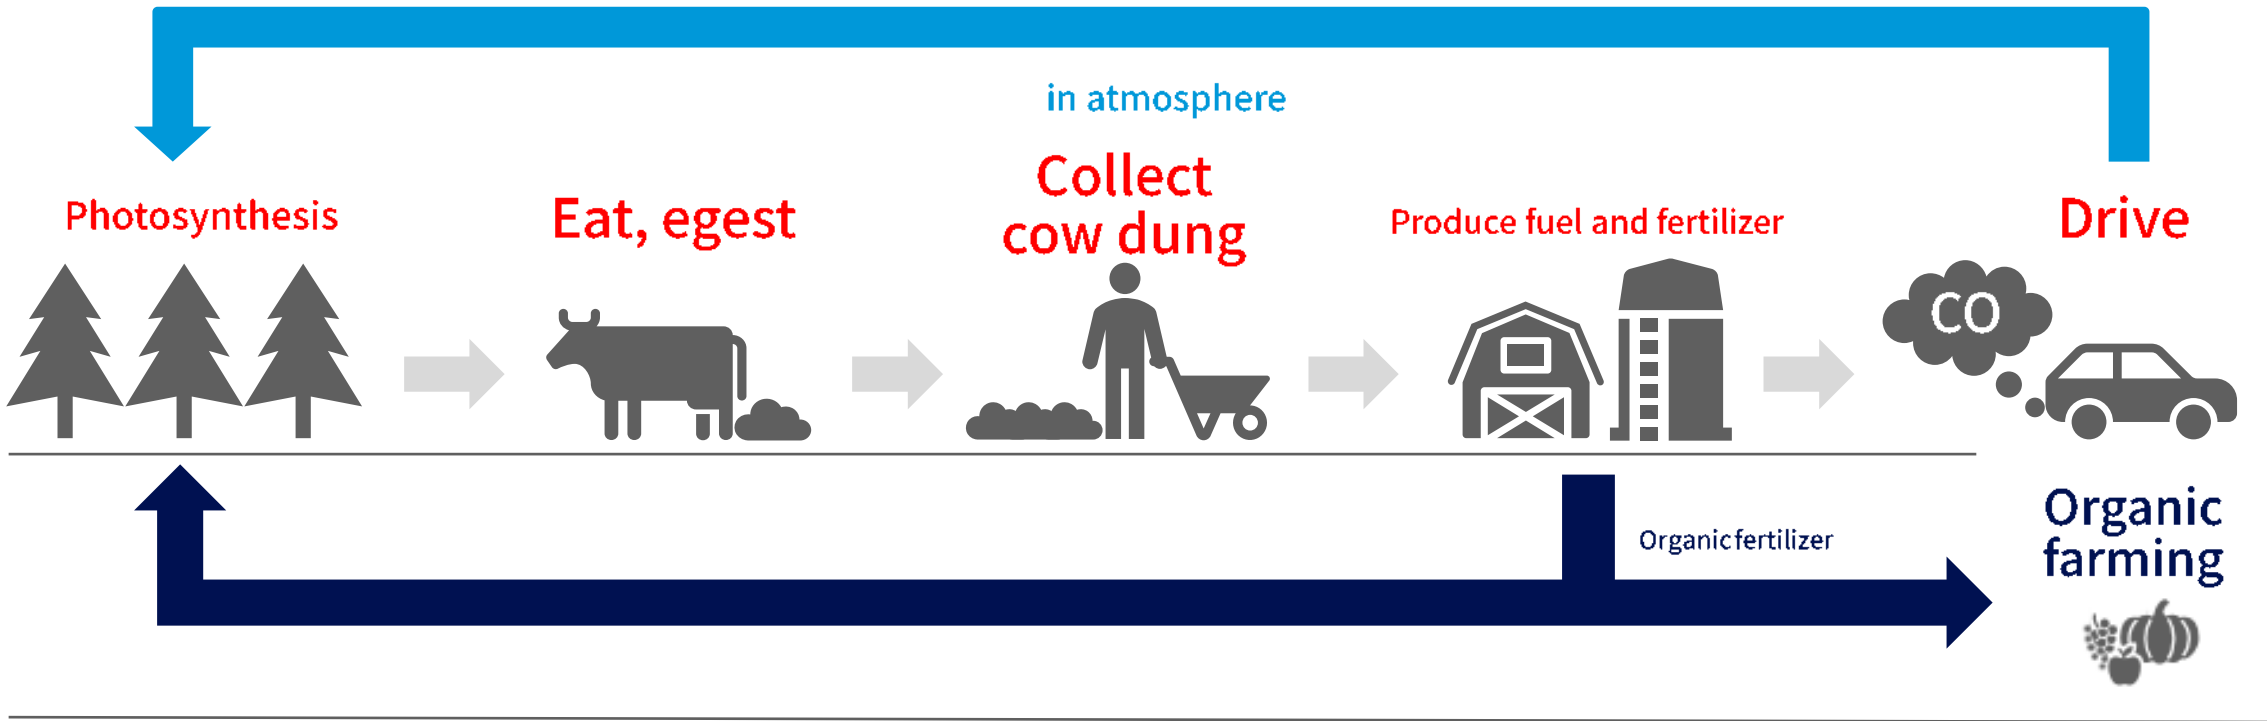 in atmosphere
Photosynthesis
Eat, egest
Collect
cow dung
Produce fuel and fertilizer
Drive
CO
Organic fertilizer
Organic
farming